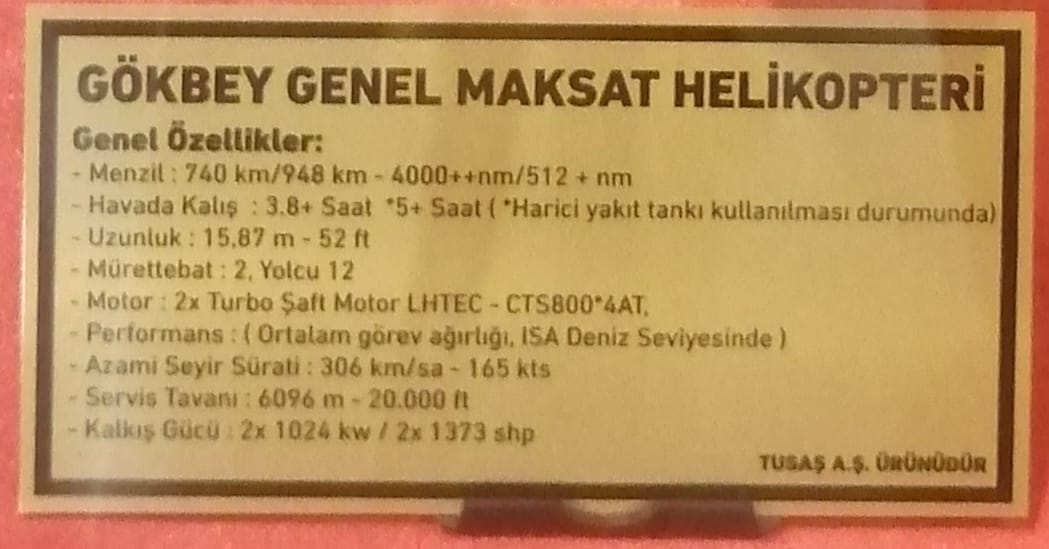 GÖKBEY GENEL MAKSAT HELİKOPTERİ
Genel Özellikler:
- Menzil : 740 km/948 km - 4000++nm/512 + nm
- Havada Kalış : 3.8+ Saat *5+ Saat ( *Harici yakıt tankı kullanılması durumunda)
- Uzunluk : 15,87 m - 52 ft
- Mürettebat : 2, Yolcu 12
- Motor : 2x Turbo Şaft Motor LHTEC - CTS800*4AT,
- Performans : ( Ortalam görev ağırlığı, ISA Deniz Seviyesinde )
- Azami Seyir Sürati : 306 km/sa - 165 kts
- Servis Tavanı : 6096 m - 20.000 ft
- Kalkış Gücü : 2x 1024 kw / 2x 1373 shp
TUSAŞ A.Ş. ÜRÜNÜDÜR